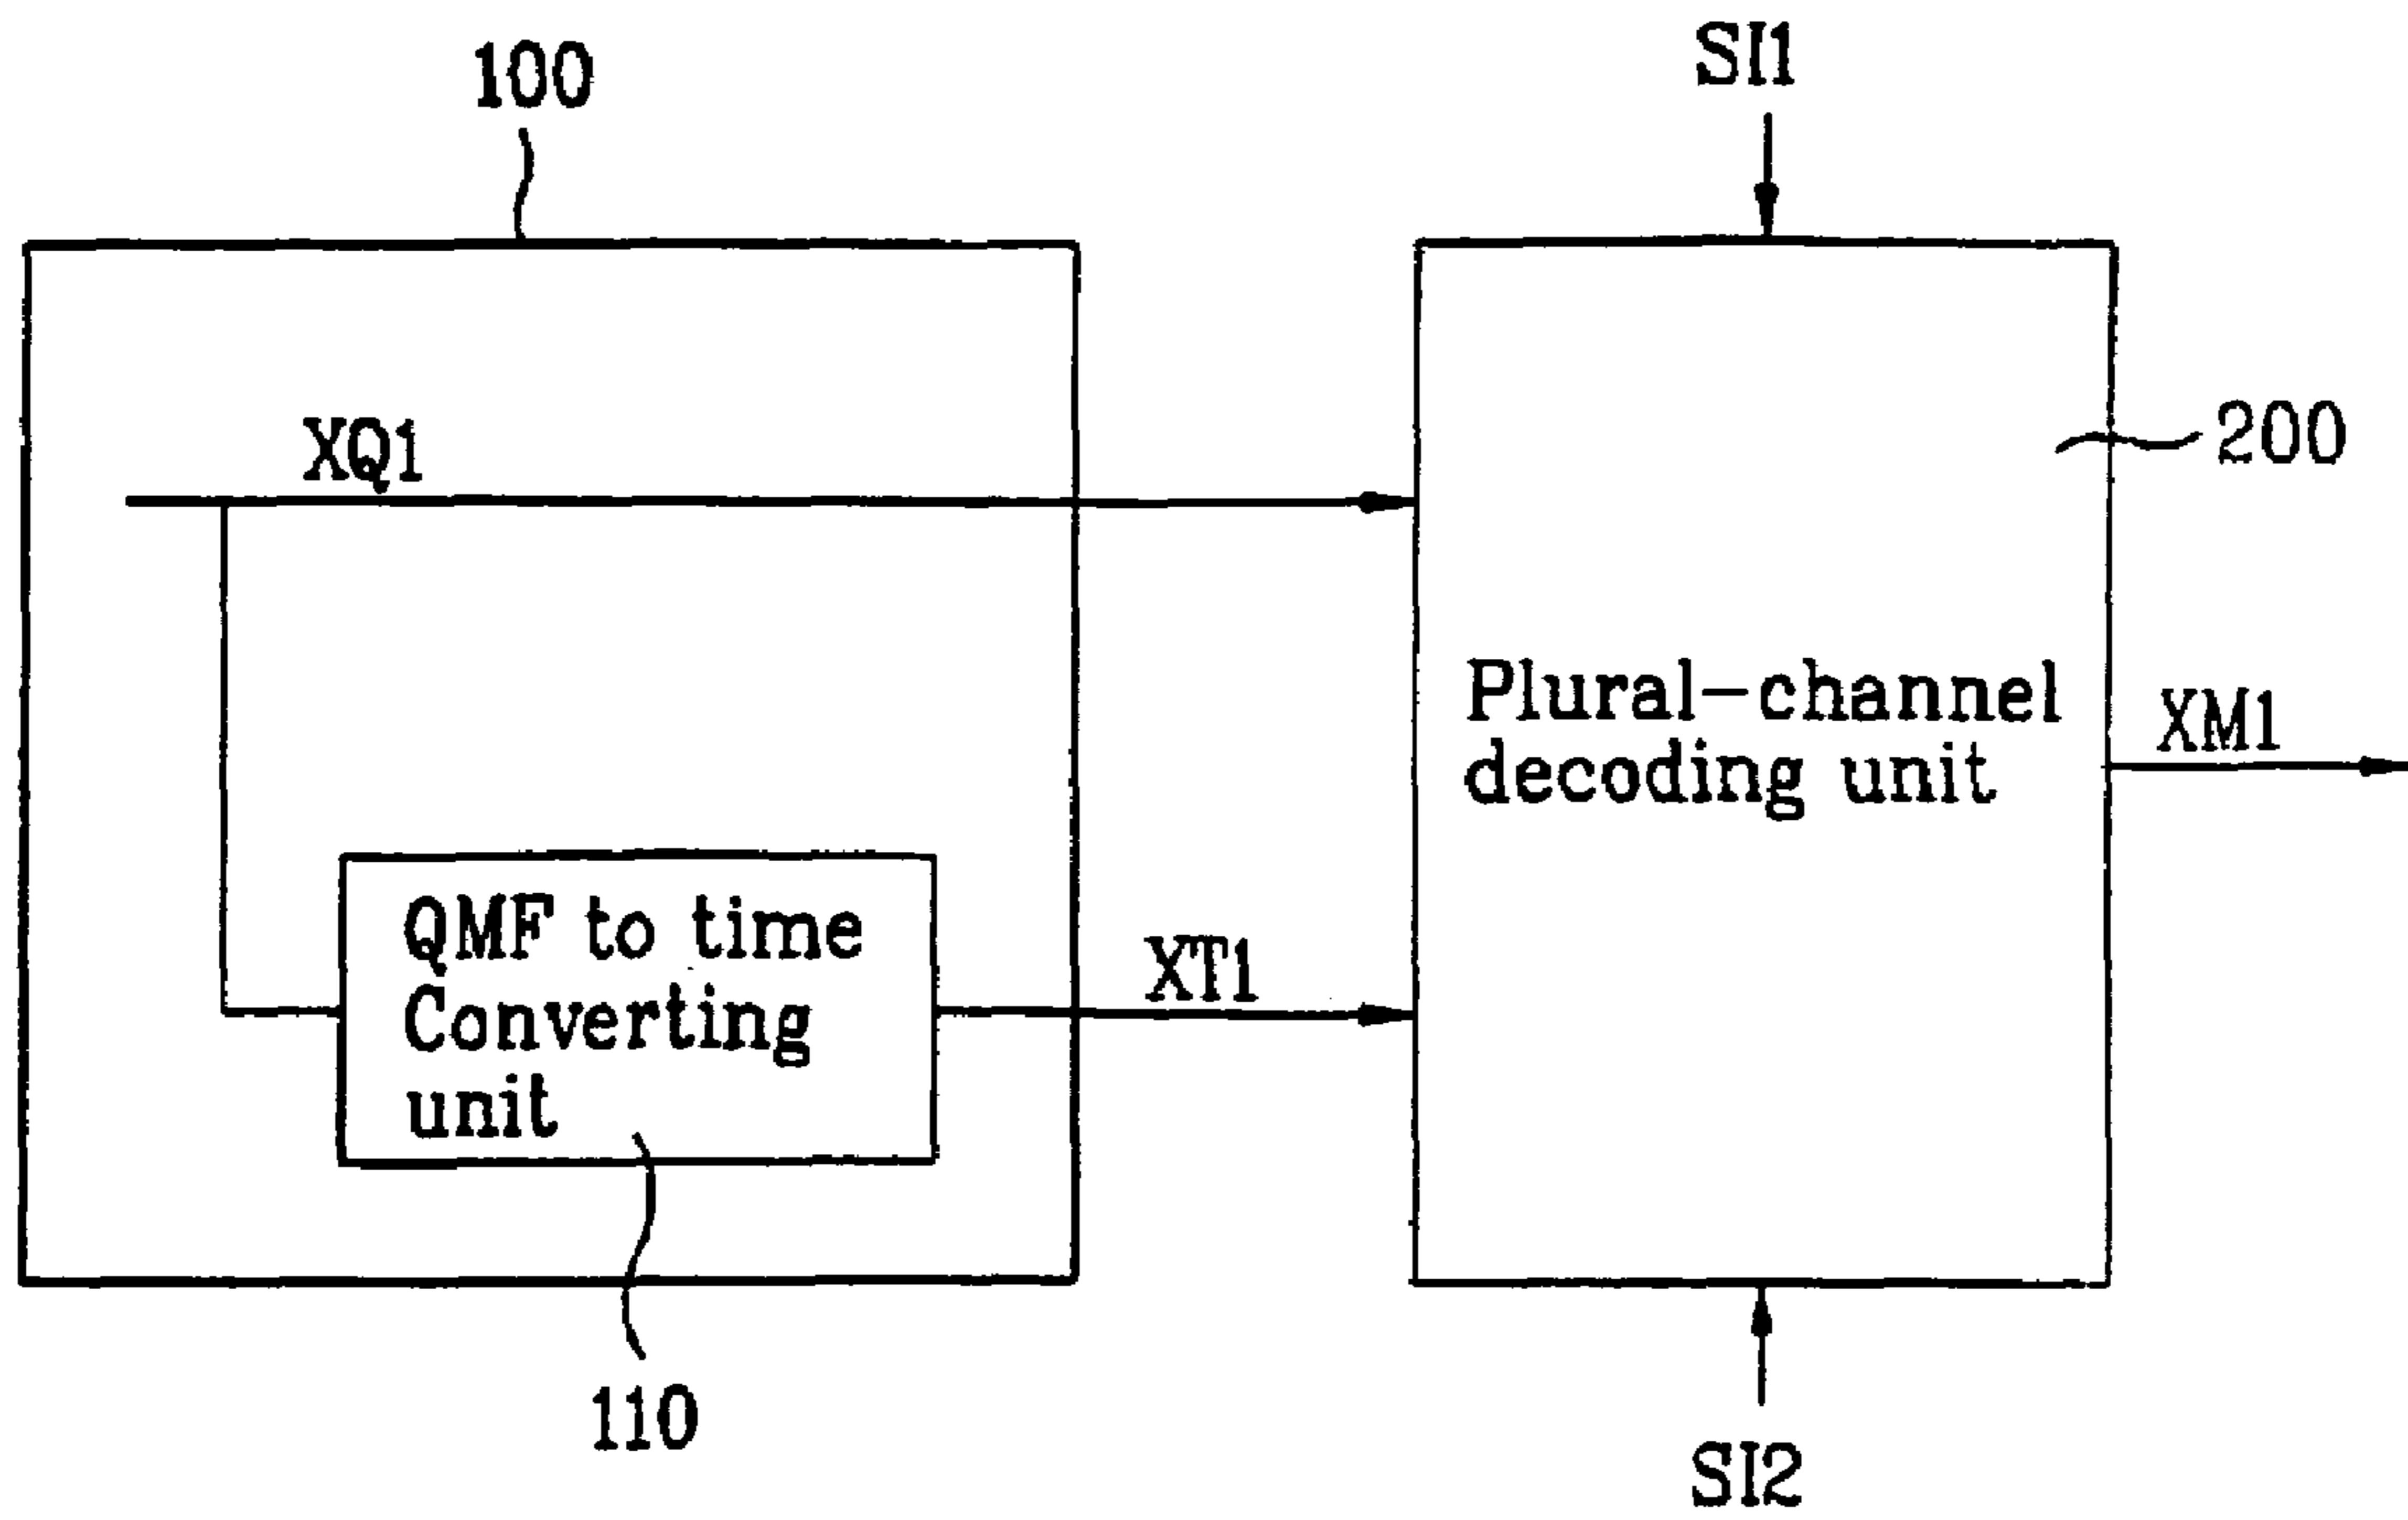 100
SI1
XQ1
200
Plural-channel
decoding unit
XM1
QMF to time
Converting
unit
XT1
110
SI2